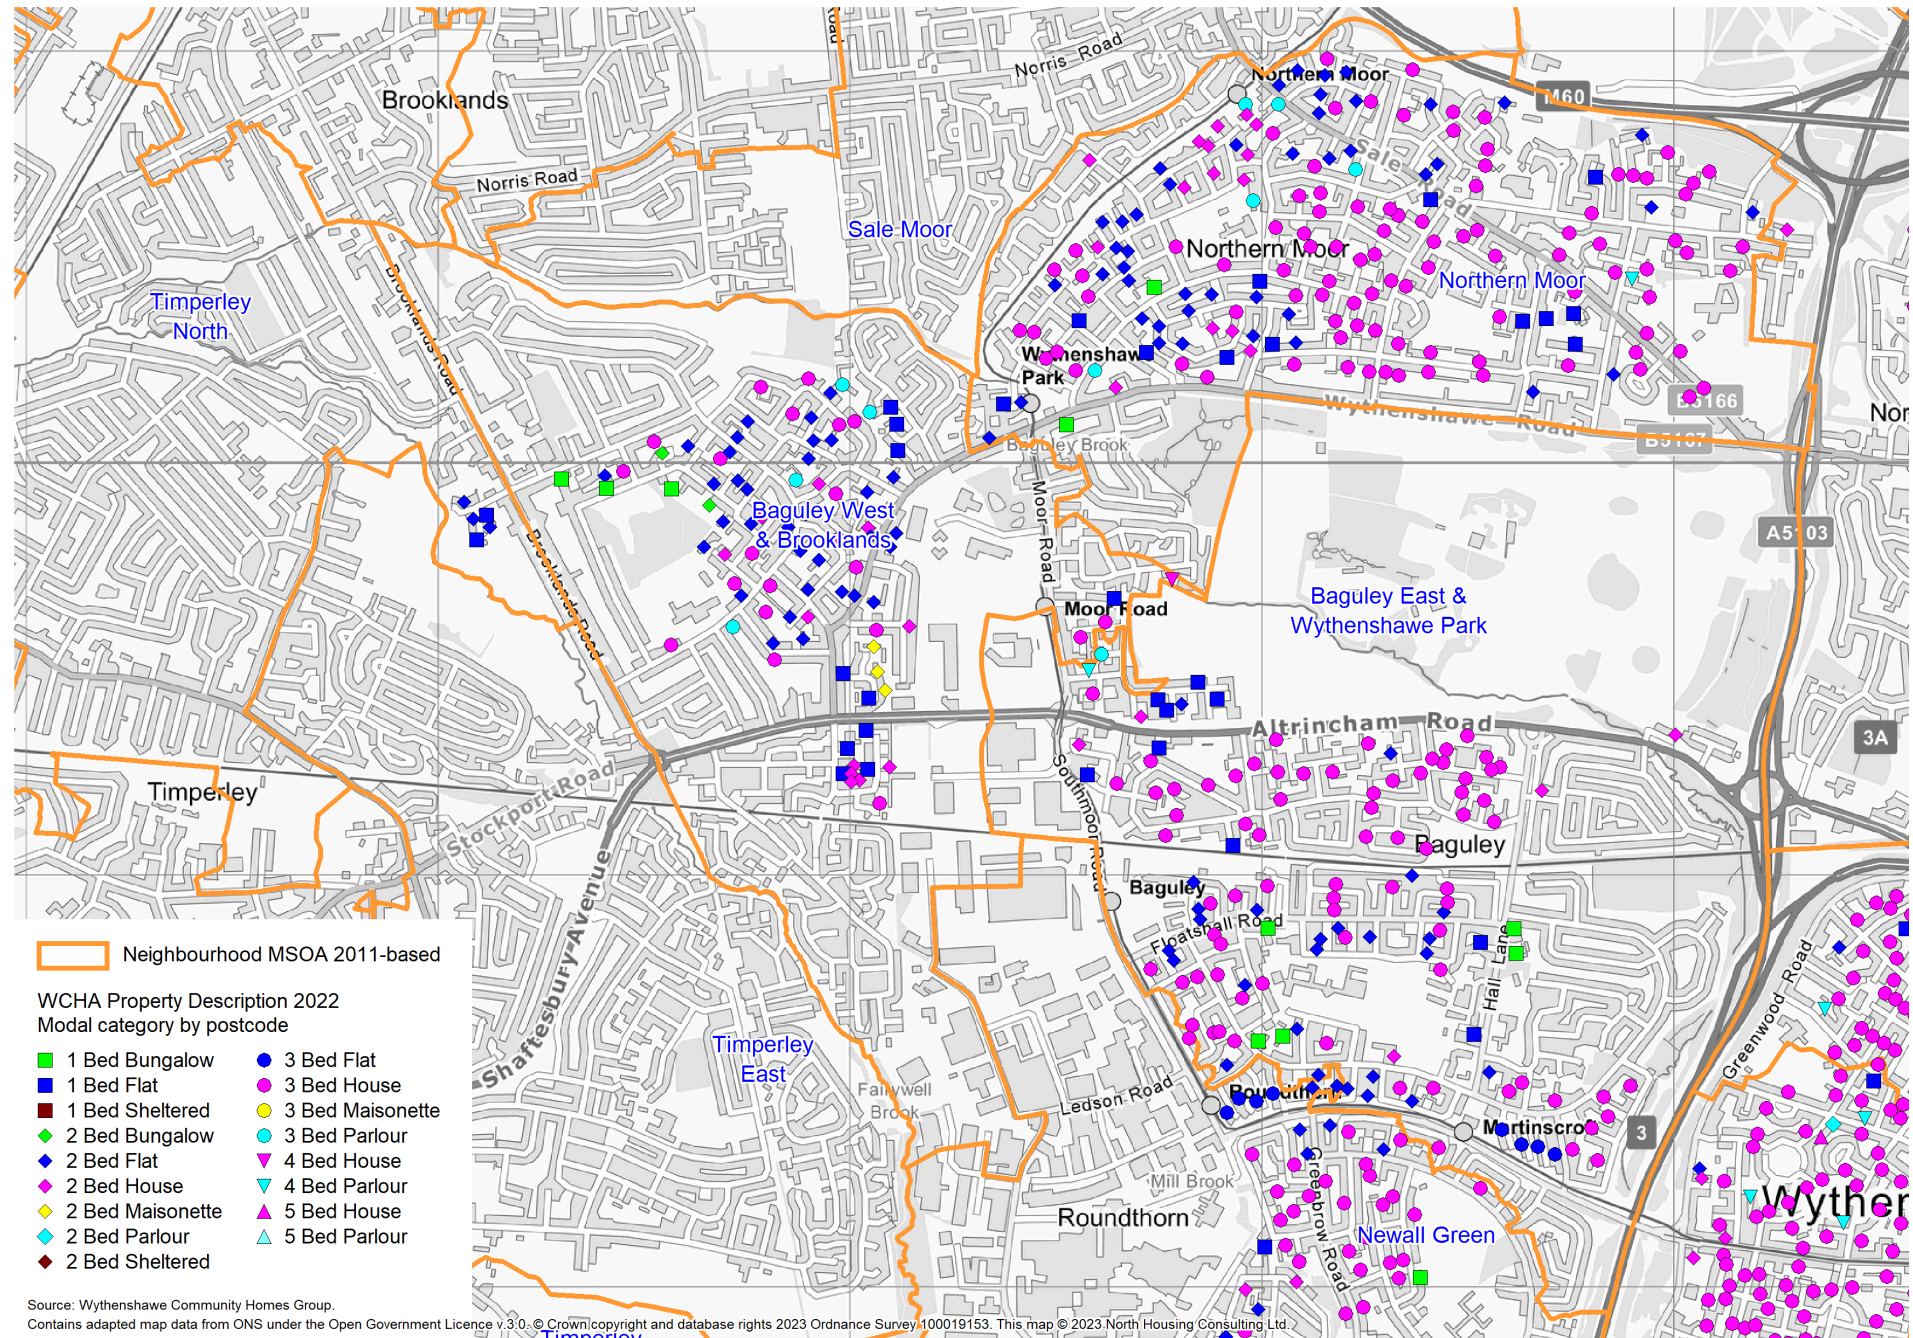 Road
Norris Road
Northern Moor
M60
Brooklands
Sale Road
Norris Road
Sale Moor
Northern Moor
Northern Moor
Timperley
North
Brooklands Road
Wythenshawe
Park
B5166
Wythenshawe Road
Nor
Baguley Brook
B5167
Moor Road
Baguley West
& Brooklands
A5103
Brooklands Road
Baguley East &
Wythenshawe Park
Moor Road
Altrincham Road
3A
Timperley
Stockport Road
Southmoor Road
Baguley
Baguley
Floatshall Road
Hall Lane
Greenwood Road
Shaftesbury Avenue
Timperley
East
Fairywell
Brook
Ledson Road
Roundthorn
Martinscroft
3
Mill Brook
Greenbrow Road
Wythen
Roundthorn
Newall Green
Timperley
Neighbourhood MSOA 2011-based
WCHA Property Description 2022
Modal category by postcode
1 Bed Bungalow
1 Bed Flat
1 Bed Sheltered
2 Bed Bungalow
2 Bed Flat
2 Bed House
2 Bed Maisonette
2 Bed Parlour
2 Bed Sheltered
3 Bed Flat
3 Bed House
3 Bed Maisonette
3 Bed Parlour
4 Bed House
4 Bed Parlour
5 Bed House
5 Bed Parlour
Source: Wythenshawe Community Homes Group.
Contains adapted map data from ONS under the Open Government Licence v.3.0. © Crown copyright and database rights 2023 Ordnance Survey 100019153. This map © 2023 North Housing Consulting Ltd.